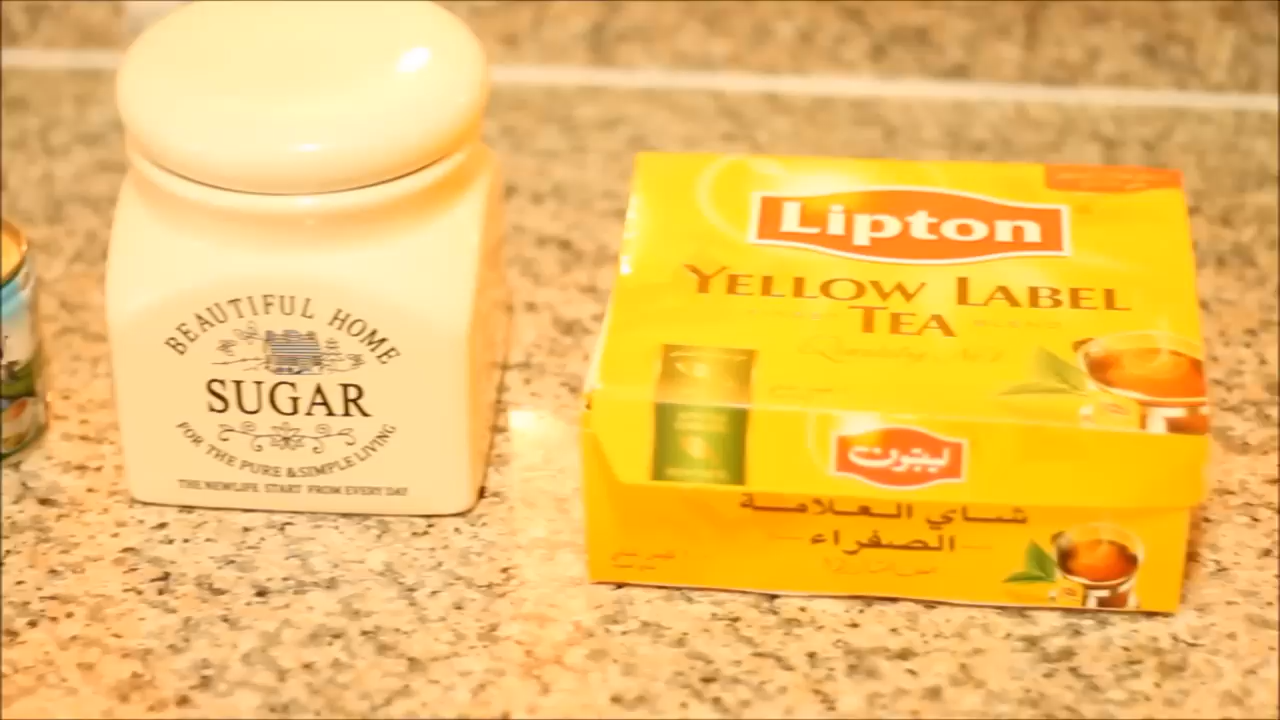 BEAUTIFUL HOME
SUGAR
FOR THE PURE & SIMPLE LIVING
THE NEWLIFE START FROM EVERY DAY
Lipton
YELLOW LABEL
TEA
ليبتون
شاي العلامة
الصفراء